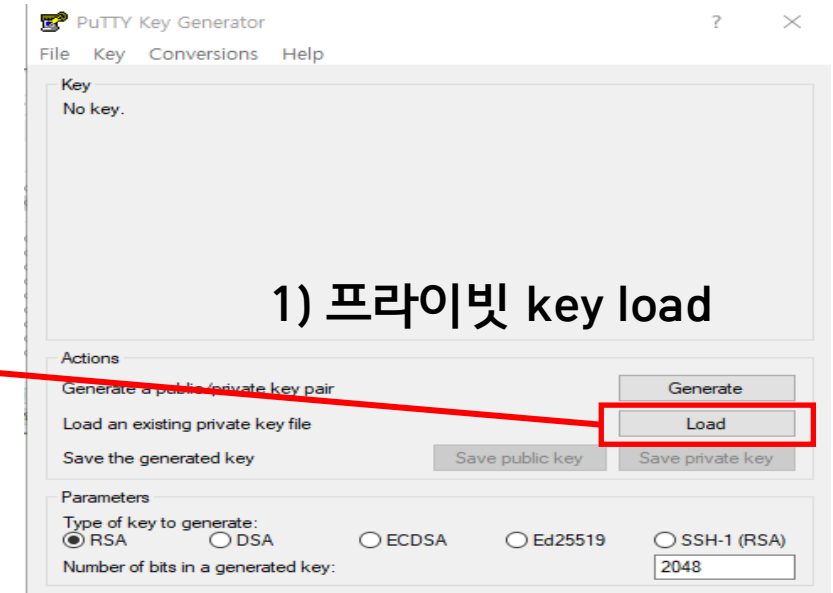 PuTTY Key Generator ? ×
File Key Conversions Help
Key
No key.
1) 프라이빗 key load
Actions
Generate a public/private key pair Generate
Load an existing private key file Load
Save the generated key Save public key Save private key
Parameters
Type of key to generate:
RSA DSA ECDSA Ed25519 SSH-1 (RSA)
Number of bits in a generated key: 2048